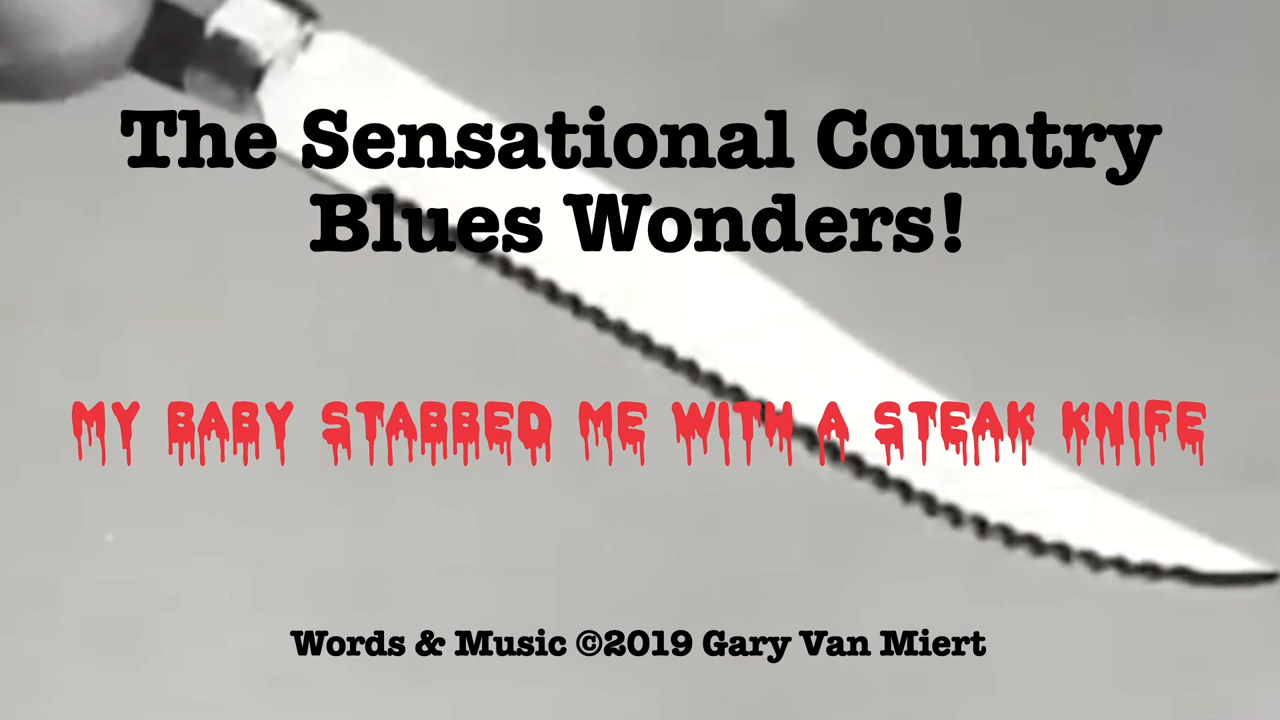 The Sensational Country
Blues Wonders!
MY BABY STABBED ME WITH A STEAK KNIFE
Words & Music ©2019 Gary Van Miert